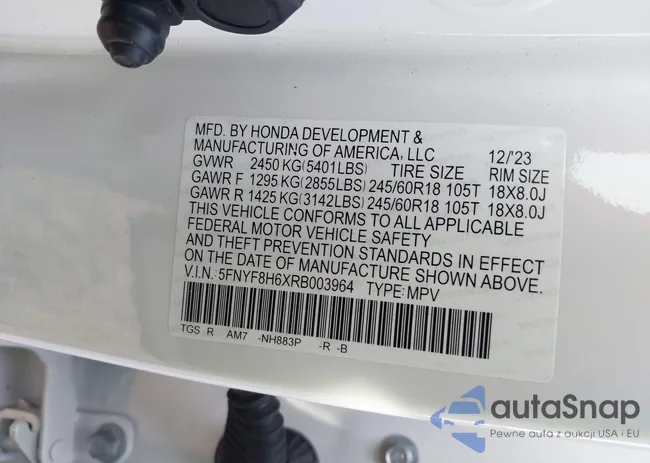 MFD. BY HONDA DEVELOPMENT &
MANUFACTURING OF AMERICA, LLC 12/'23
GVWR 2450 KG(5401LBS) TIRE SIZE RIM SIZE
GAWR F 1295 KG(2855LBS) 245/60R18 105T 18X8.0J
GAWR R 1425 KG(3142LBS) 245/60R18 105T 18X8.0J
THIS VEHICLE CONFORMS TO ALL APPLICABLE
FEDERAL MOTOR VEHICLE SAFETY
AND THEFT PREVENTION STANDARDS IN EFFECT
ON THE DATE OF MANUFACTURE SHOWN ABOVE.
V.I.N.: 5FNYF8H6XRB003964 TYPE:MPV
TGS R AM7 -NH883P -R -B
autaSnap
Pewne auta z aukcji USA i EU